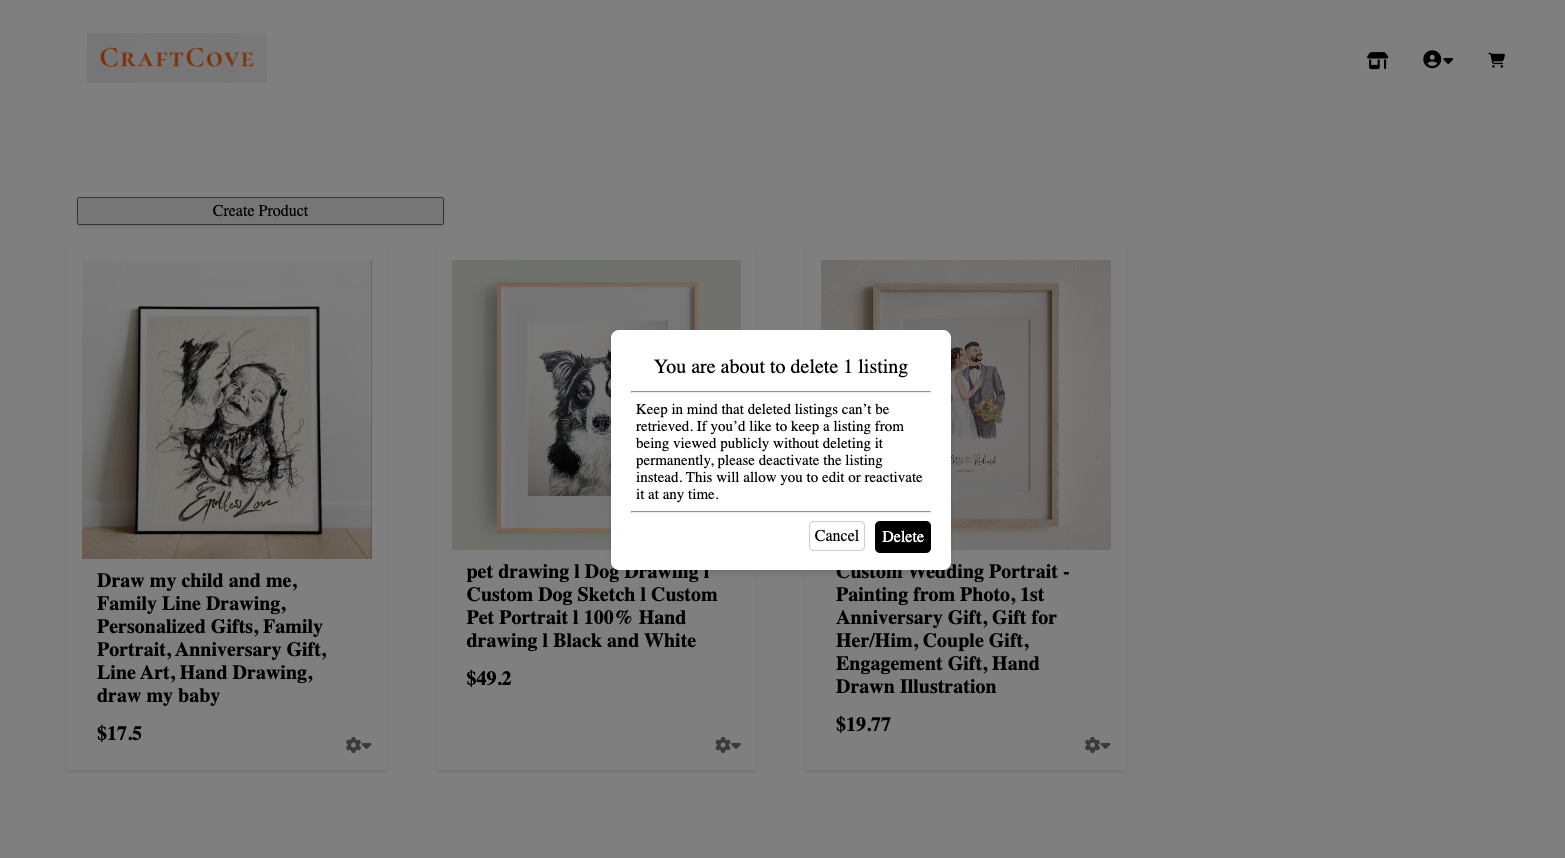 CRAFTCOVE
Create Product
You are about to delete 1 listing
Keep in mind that deleted listings can’t be
retrieved. If you’d like to keep a listing from
being viewed publicly without deleting it
permanently, please deactivate the listing
instead. This will allow you to edit or reactivate
it at any time.
Cancel
Delete
Endless Love
Draw my child and me,
Family Line Drawing,
Personalized Gifts, Family
Portrait, Anniversary Gift,
Line Art, Hand Drawing,
draw my baby
$17.5
pet drawing l Dog Drawing l
Custom Dog Sketch l Custom
Pet Portrait l 100% Hand
drawing l Black and White
$49.2
Richard
Custom Wedding Portrait -
Painting from Photo, 1st
Anniversary Gift, Gift for
Her/Him, Couple Gift,
Engagement Gift, Hand
Drawn Illustration
$19.77